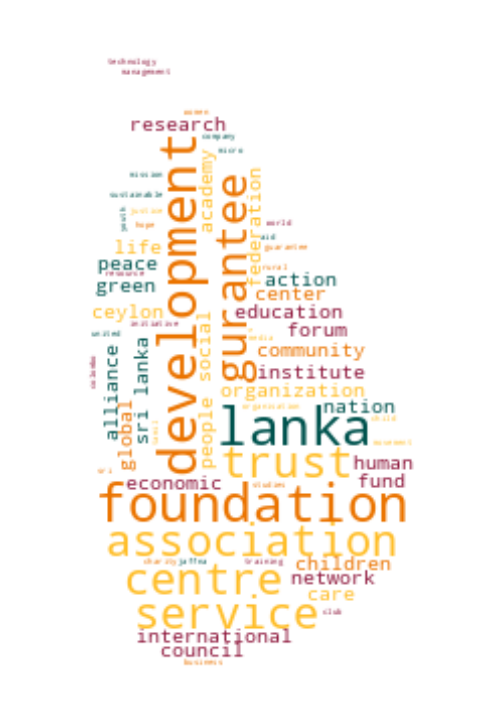 technology
management
women
research
company
development
micro
academy
mission
gurantee
federation
sustainable
youth
justice
hope
world
aid
life
guarantee
peace
rural
resource
action
green
center
ceylon
education
initiative
forum
united
sri lanka
social
alliance
community
colombo
institute
organization
global
people
organization
nation
lanka
child
movement
trust
human
economic
studies
fund
foundation
association
charity
jaffna
training
children
centre
network
care
service
club
international
council
business